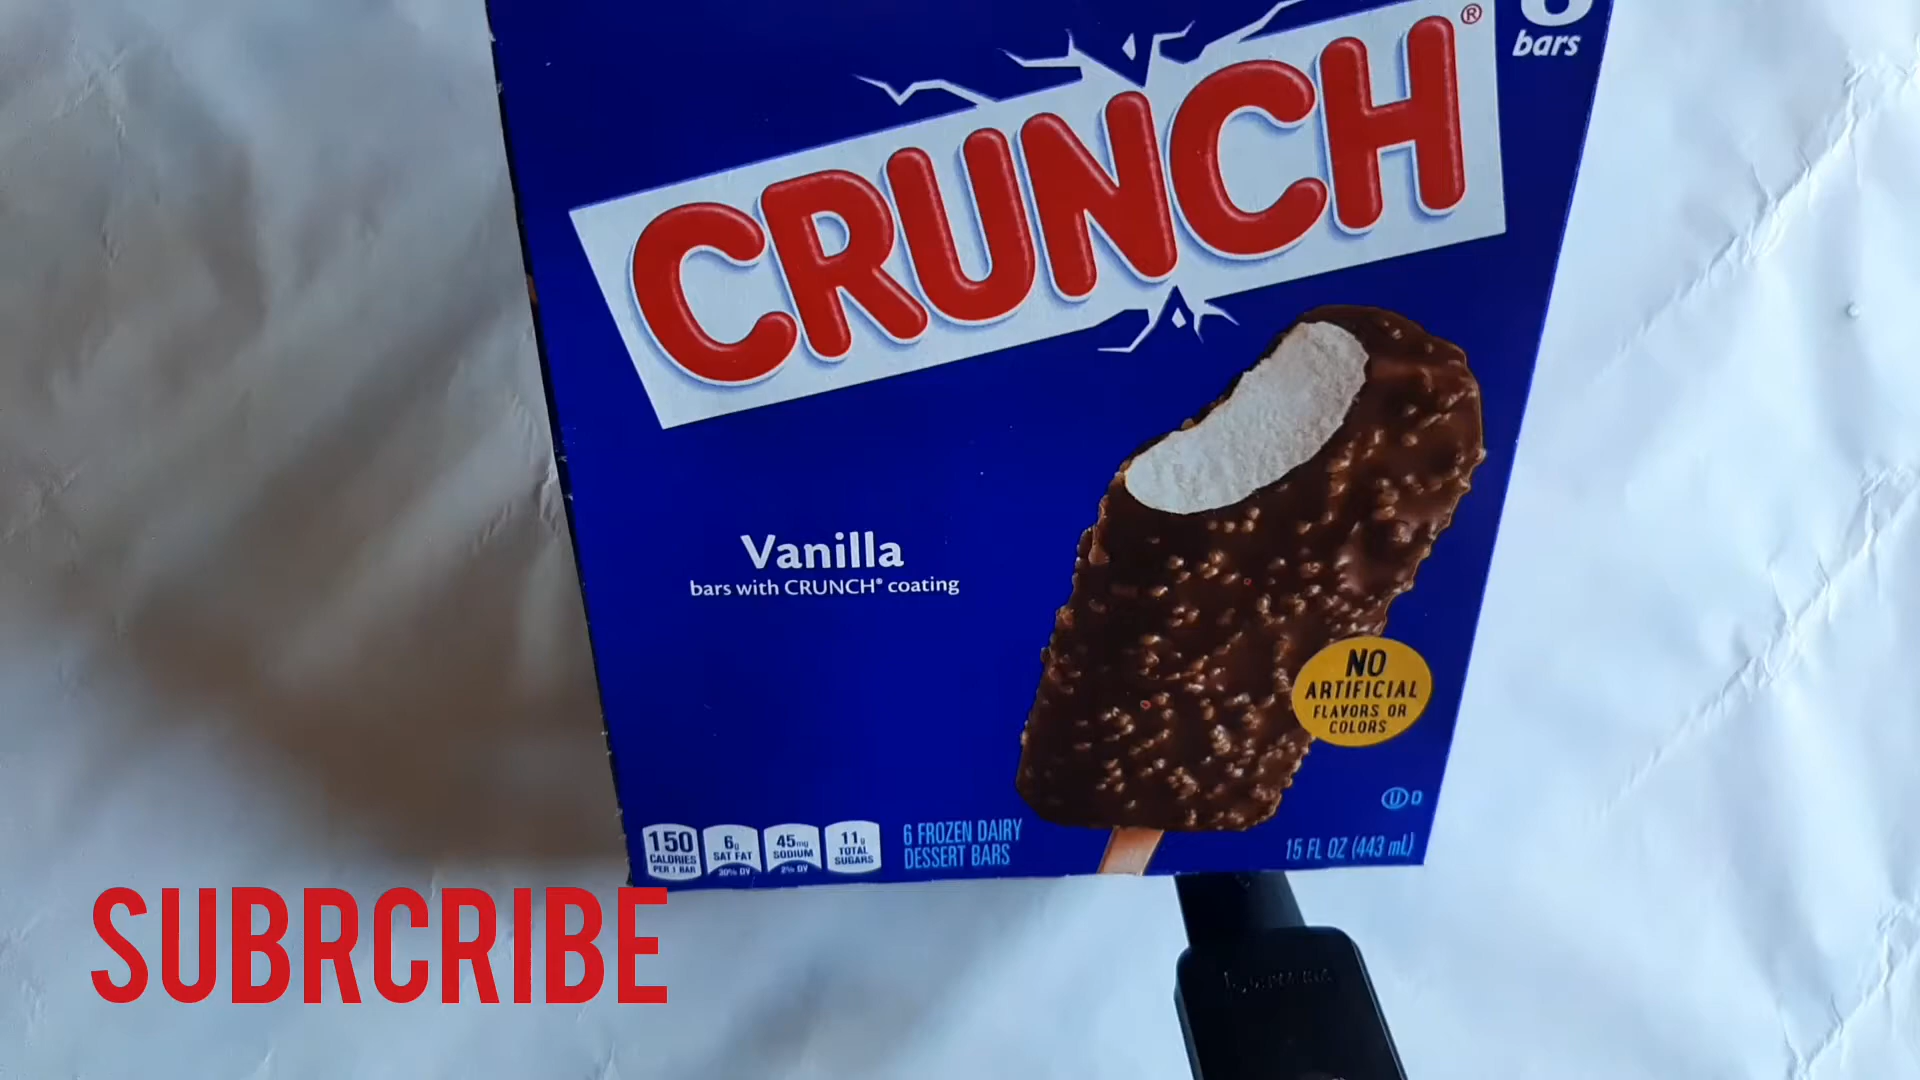 6
bars
CRUNCH®
Vanilla
bars with CRUNCH® coating
NO
ARTIFICIAL
FLAVORS OR
COLORS
U D
150
CALORIES
PER 1 BAR
6g
SAT FAT
30% DV
45mg
SODIUM
2% DV
11g
TOTAL
SUGARS
6 FROZEN DAIRY
DESSERT BARS
15 FL OZ (443 mL)
SUBRCRIBE